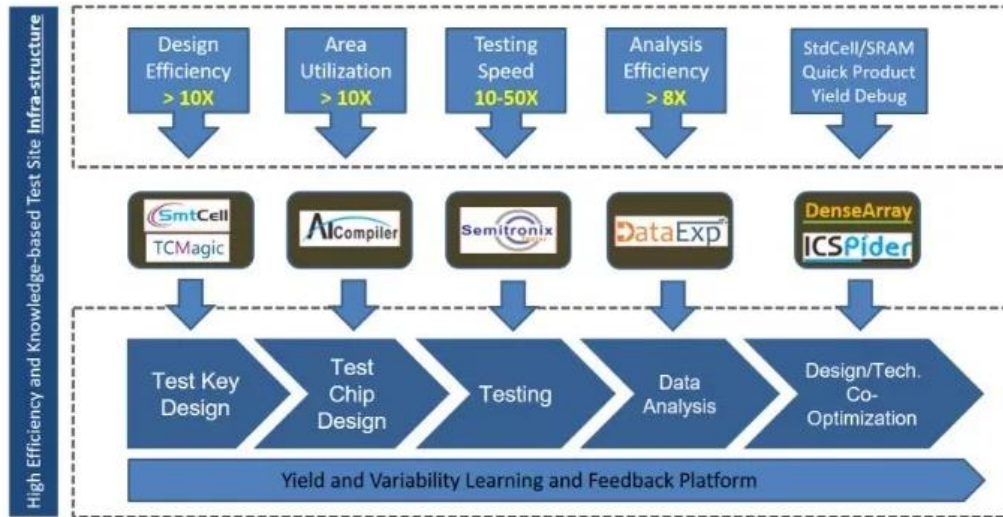 High Efficiency and Knowledge-based Test Site Infra-structure
Design
Efficiency
> 10X
Area
Utilization
> 10X
Testing
Speed
10-50X
Analysis
Efficiency
> 8X
StdCell/SRAM
Quick Product
Yield Debug
SmtCell
TCMagic
AICompiler
Semitronix
DataExp
DenseArray
ICSPider
Test Key
Design
Test
Chip
Design
Testing
Data
Analysis
Design/Tech.
Co-
Optimization
Yield and Variability Learning and Feedback Platform